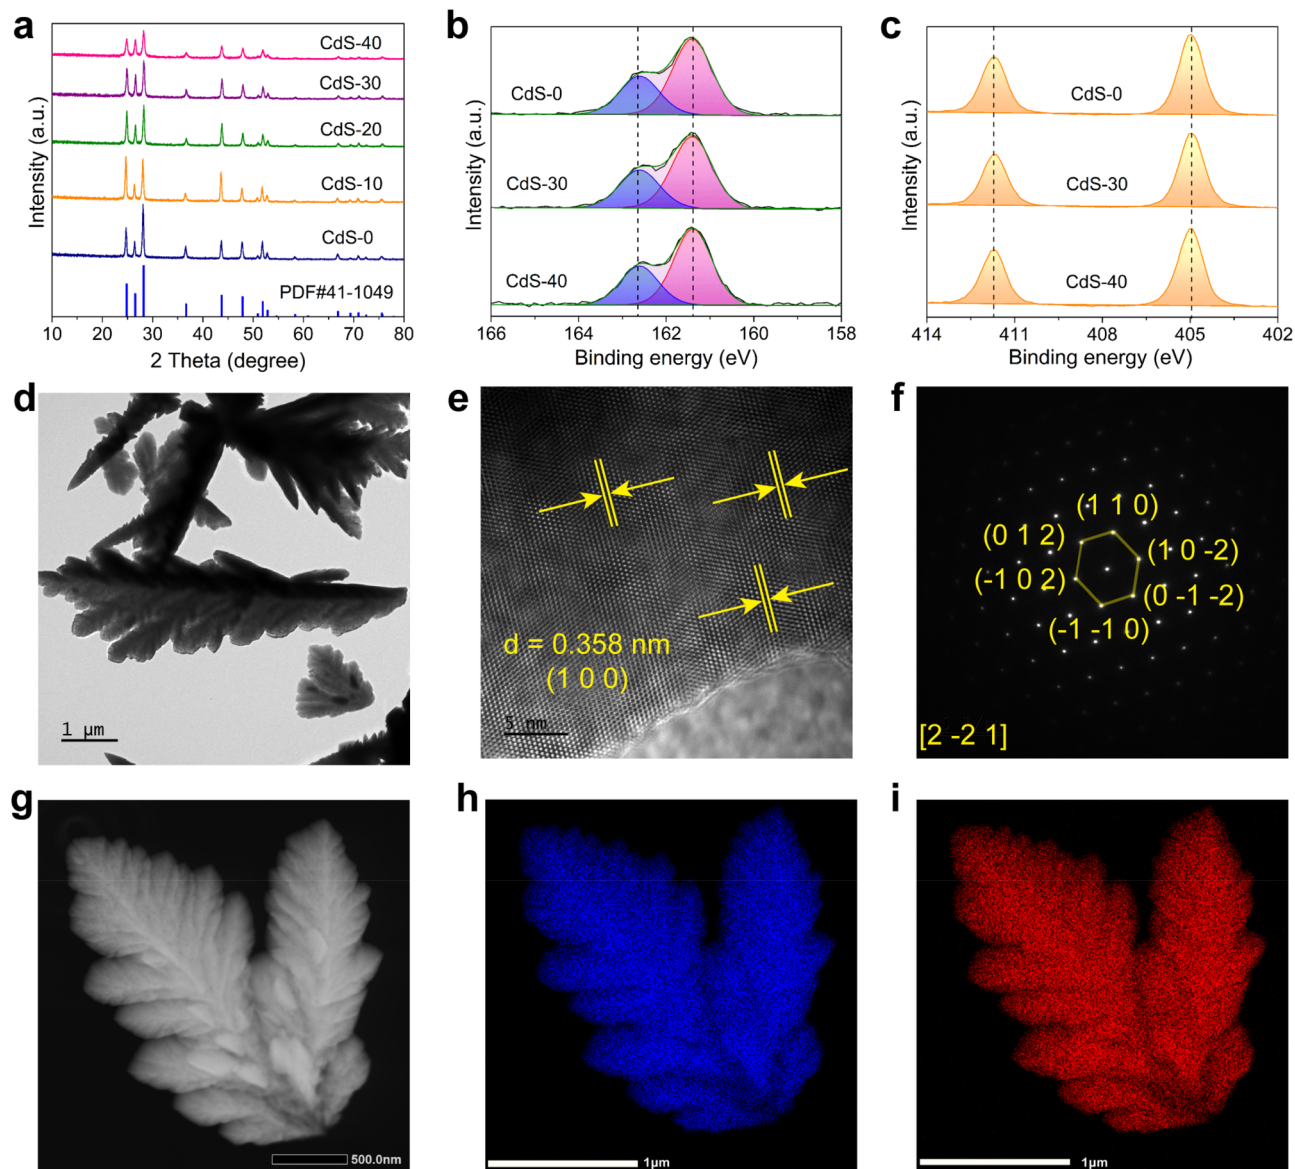 a
CdS-40
CdS-30
CdS-20
CdS-10
CdS-0
PDF#41-1049
Intensity (a.u.)
10 20 30 40 50 60 70 80
2 Theta (degree)
b
CdS-0
CdS-30
CdS-40
Intensity (a.u.)
166 164 162 160 158
Binding energy (eV)
c
CdS-0
CdS-30
CdS-40
Intensity (a.u.)
414 411 408 405 402
Binding energy (eV)
d
1 µm
e
d = 0.358 nm
(1 0 0)
5 nm
f
(1 1 0)
(0 1 2)
(1 0 -2)
(-1 0 2)
(0 -1 -2)
(-1 -1 0)
[2 -2 1]
g
500.0nm
h
1µm
i
1µm